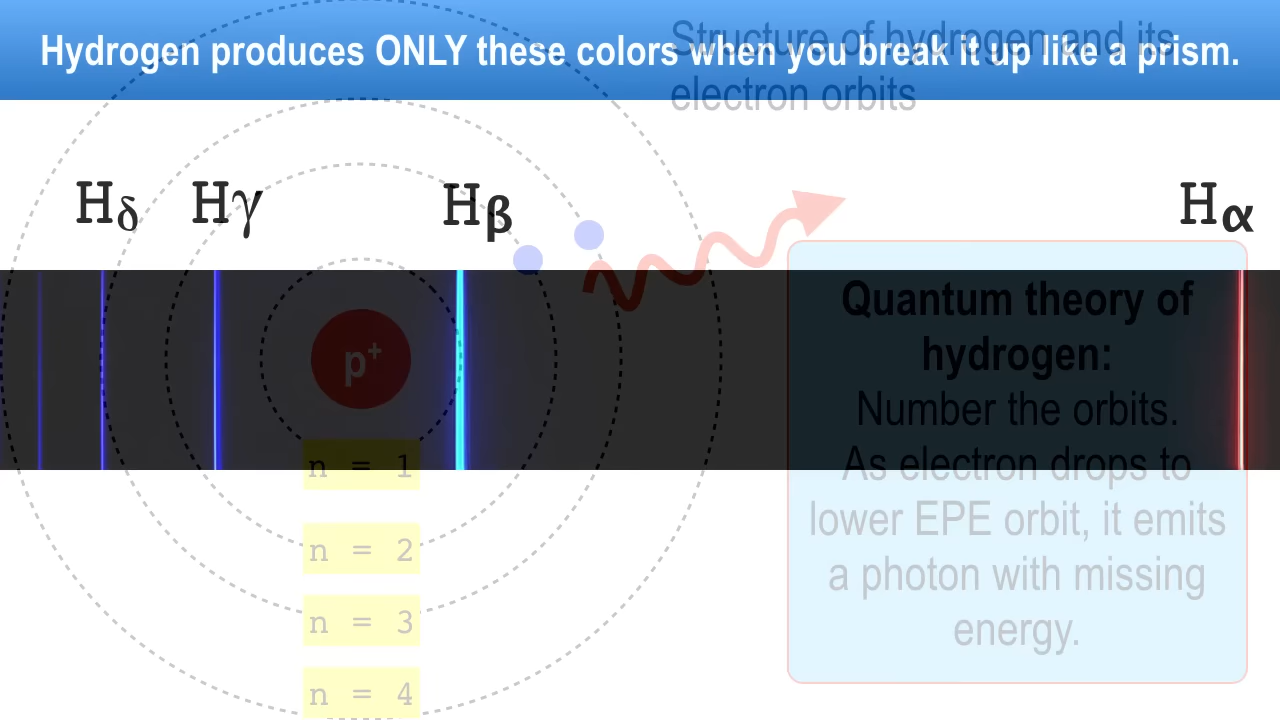 Hydrogen produces ONLY these colors when you break it up like a prism.
Structure of hydrogen and its
electron orbits
Hδ Hγ Hβ Hα
p+
n = 1
n = 2
n = 3
n = 4
Quantum theory of
hydrogen:
Number the orbits.
As electron drops to
lower EPE orbit, it emits
a photon with missing
energy.